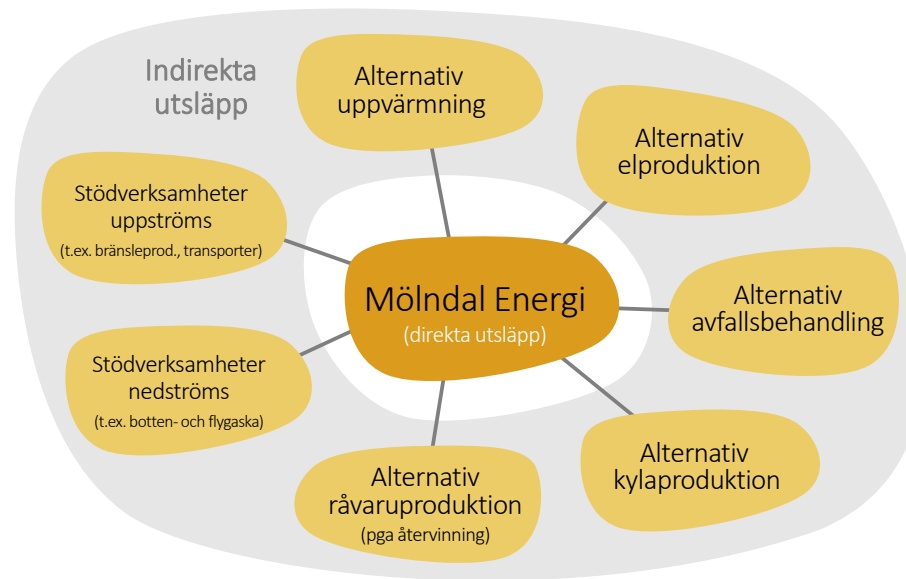 Indirekta
utsläpp
Alternativ
uppvärmning
Alternativ
elproduktion
Stödverksamheter
uppströms
(t.ex. bränsleprod., transporter)
Mölndal Energi
(direkta utsläpp)
Alternativ
avfallsbehandling
Stödverksamheter
nedströms
(t.ex. botten- och flygaska)
Alternativ
kylaproduktion
Alternativ
råvaruproduktion
(pga återvinning)